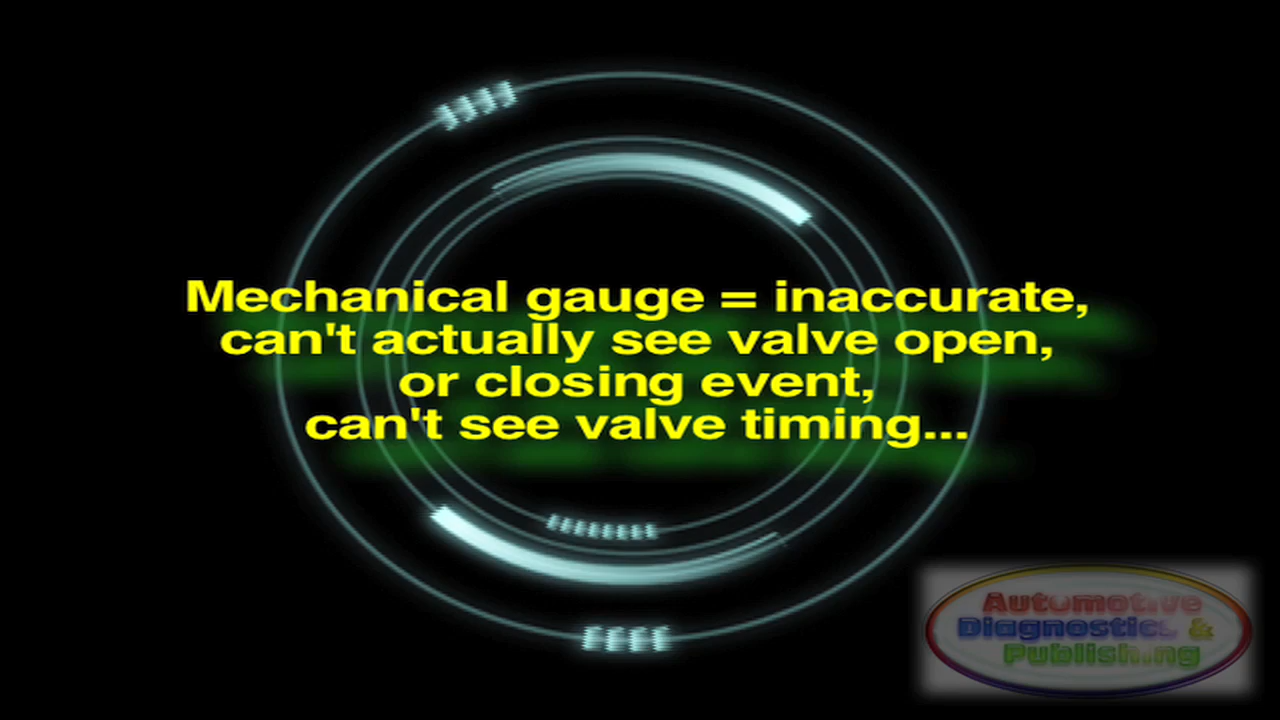 Mechanical gauge = inaccurate,
can't actually see valve open,
or closing event,
can't see valve timing...
Automotive
Diagnostics &
Publishing